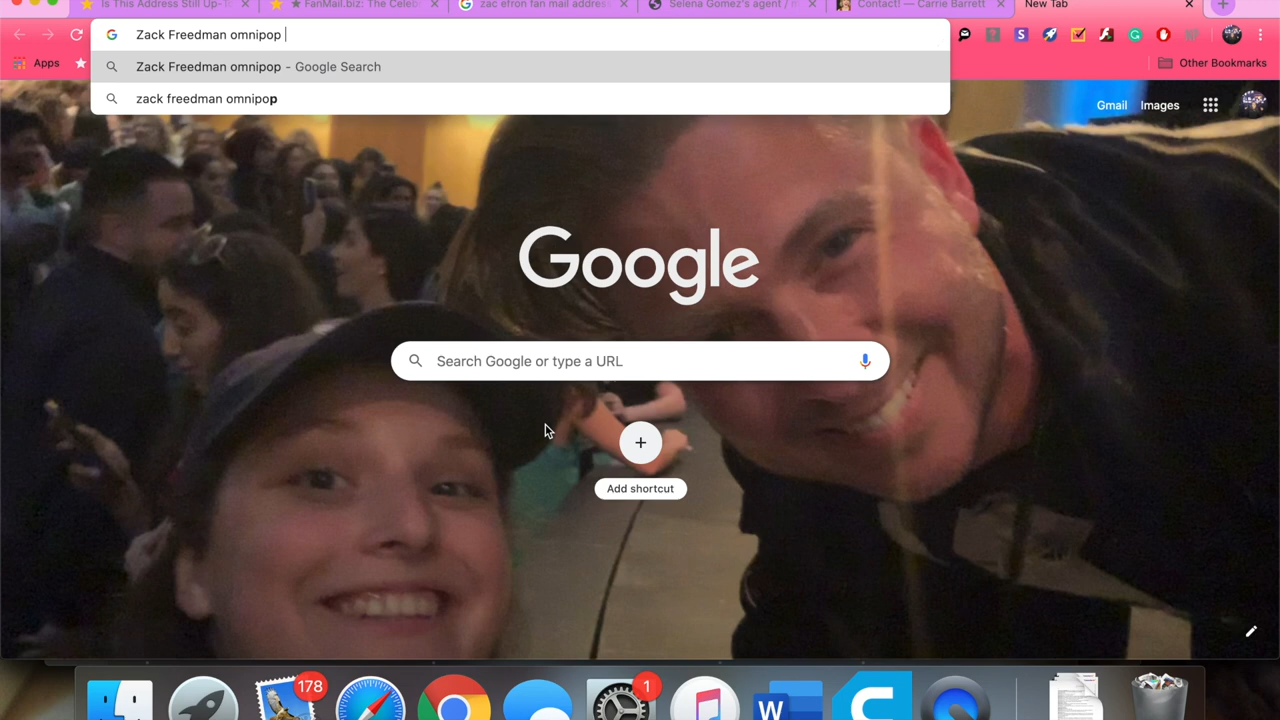 Is This Address Still Up-To
★ FanMail.biz: The Celeb
zac efron fan mail address
Selena Gomez's agent / m
Contact! — Carrie Barrett
New Tab
Zack Freedman omnipop
Zack Freedman omnipop - Google Search
zack freedman omnipop
Apps
Other Bookmarks
Gmail
Images
Google
Search Google or type a URL
Add shortcut
178
1
W